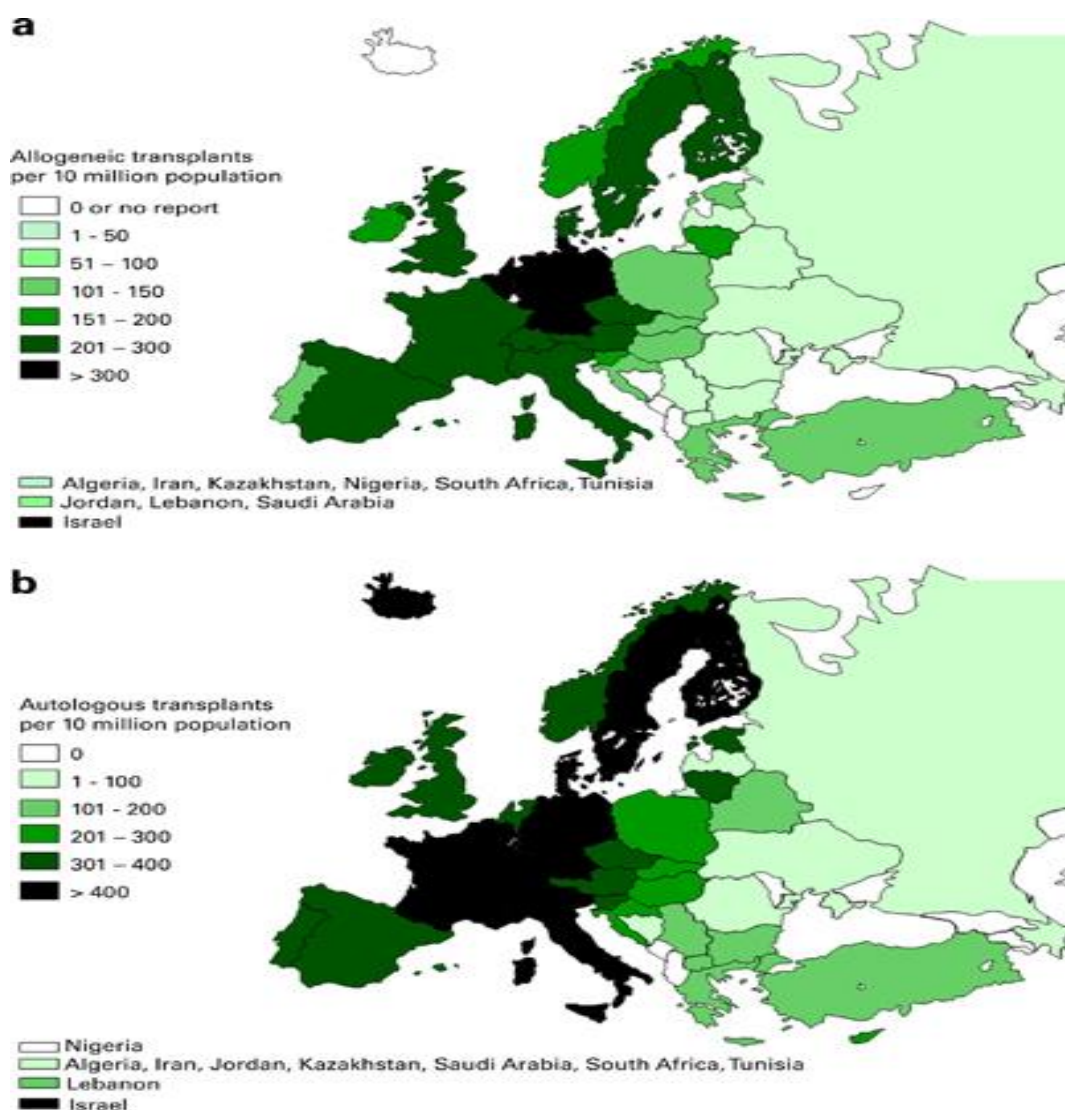 a
Allogeneic transplants
per 10 million population
0 or no report
1 - 50
51 – 100
101 - 150
151 – 200
201 – 300
> 300
Algeria, Iran, Kazakhstan, Nigeria, South Africa, Tunisia
Jordan, Lebanon, Saudi Arabia
Israel
b
Autologous transplants
per 10 million population
0
1 - 100
101 - 200
201 – 300
301 – 400
> 400
Nigeria
Algeria, Iran, Jordan, Kazakhstan, Saudi Arabia, South Africa, Tunisia
Lebanon
Israel